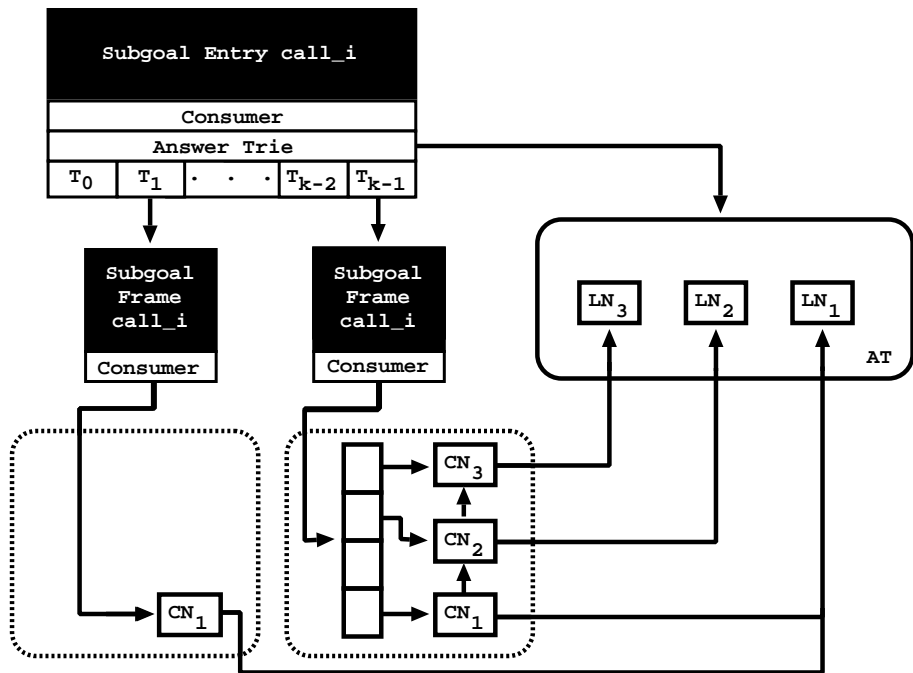 Subgoal Entry call_i
Consumer
Answer Trie
T0 T1 . . . Tk-2 Tk-1
Subgoal
Frame
call_i
Consumer
Subgoal
Frame
call_i
Consumer
LN3 LN2 LN1
AT
CN3
CN2
CN1
CN1